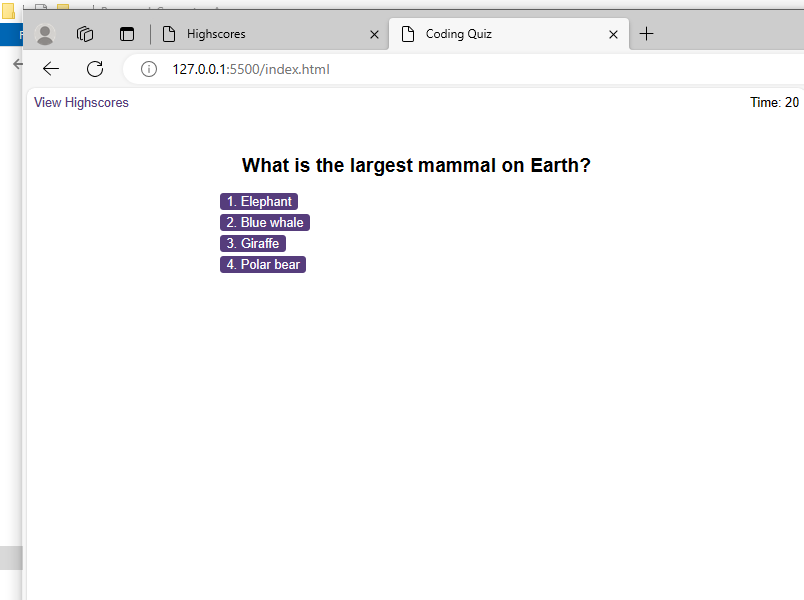 Highscores
Coding Quiz
127.0.0.1:5500/index.html
View Highscores
Time: 20
What is the largest mammal on Earth?
1. Elephant
2. Blue whale
3. Giraffe
4. Polar bear